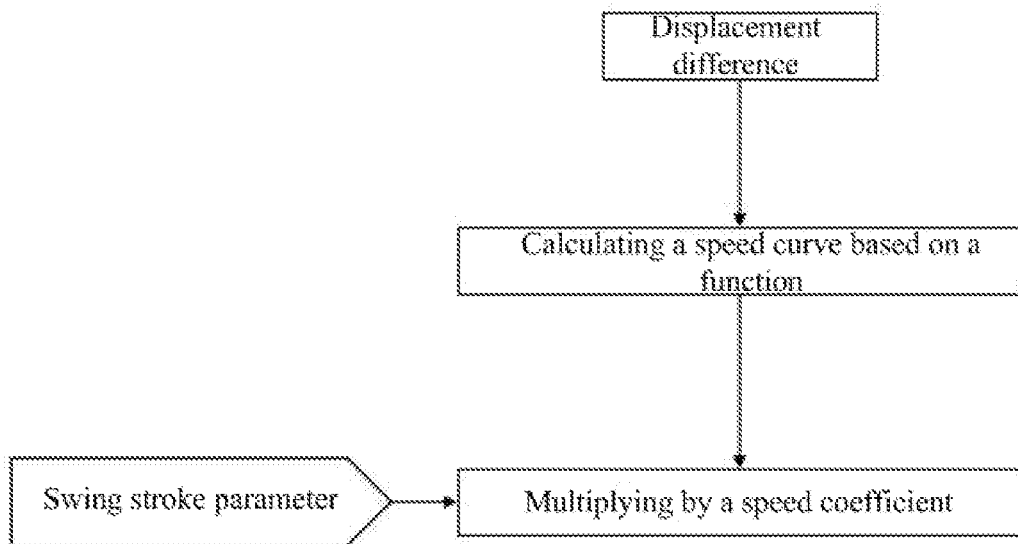 Displacement
difference
Calculating a speed curve based on a
function
Swing stroke parameter
Multiplying by a speed coefficient